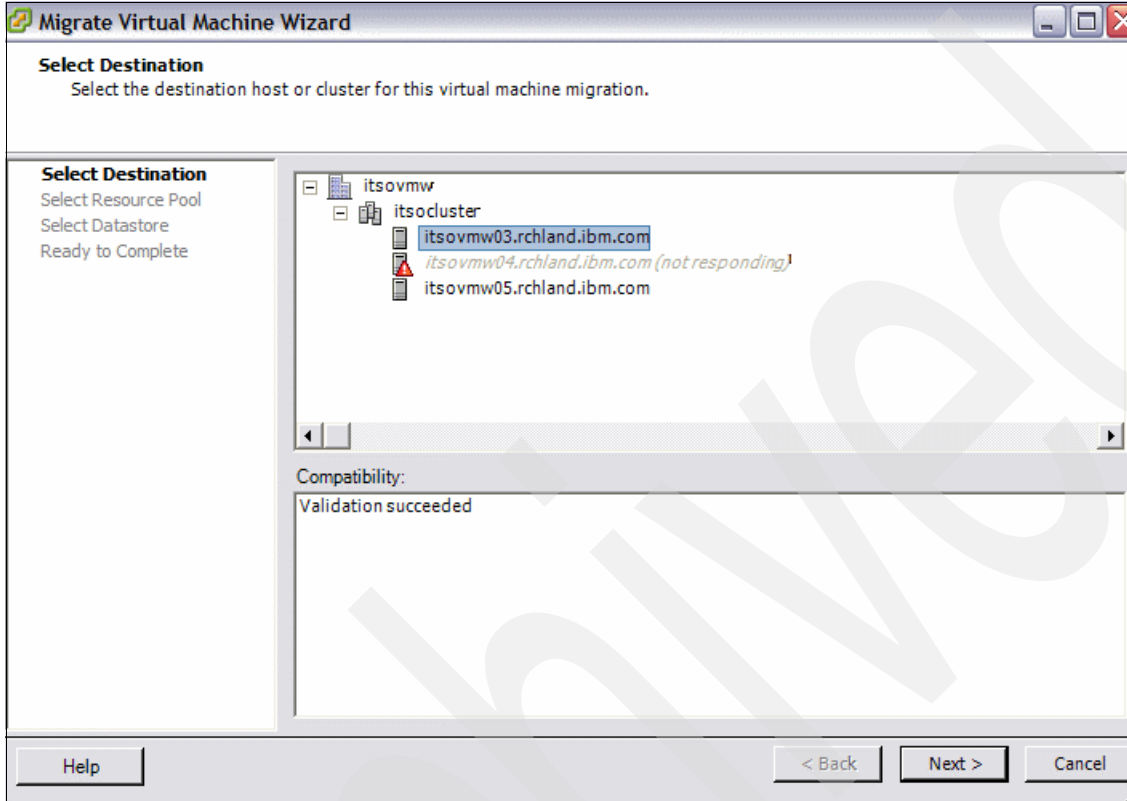 Migrate Virtual Machine Wizard
Select Destination
Select the destination host or cluster for this virtual machine migration.
Select Destination
Select Resource Pool
Select Datastore
Ready to Complete
itsovmw
itsocluster
itsovmw03.rchland.ibm.com
itsovmw04.rchland.ibm.com (not responding)
itsovmw05.rchland.ibm.com
Compatibility:
Validation succeeded
Help
< Back
Next >
Cancel